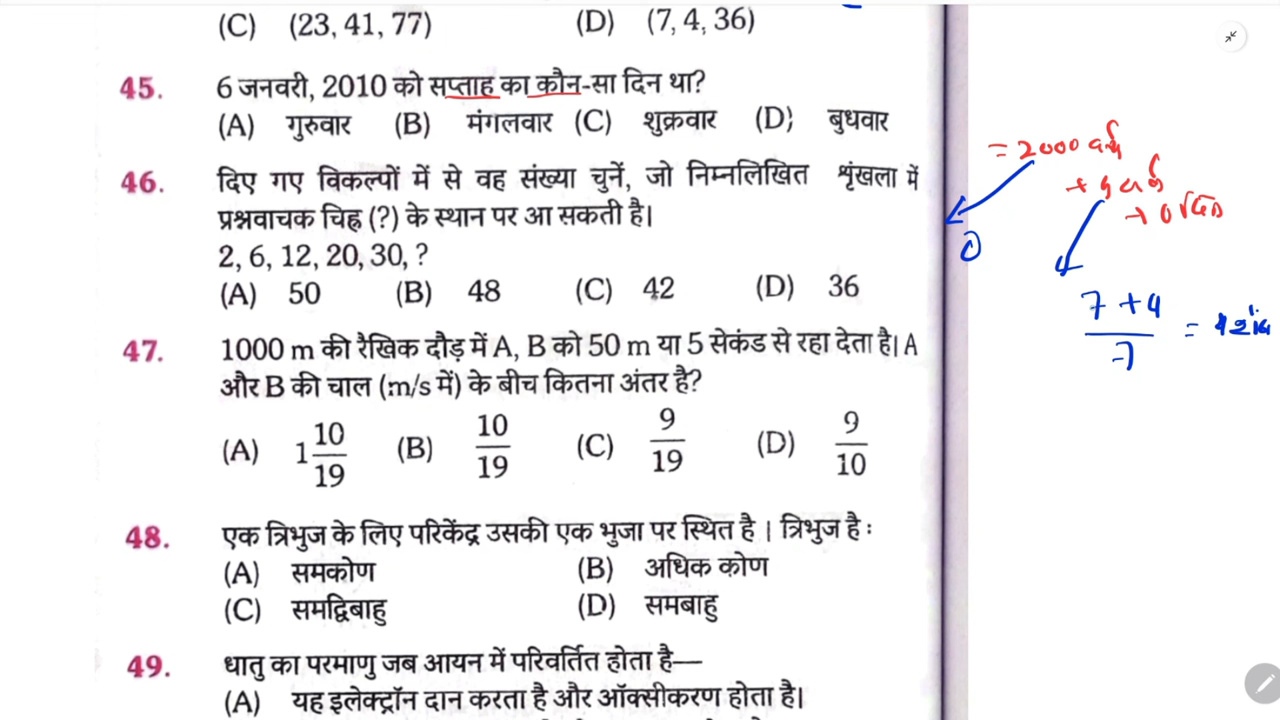 (C) (23, 41, 77) (D) (7, 4, 36)
45. 6 जनवरी, 2010 को सप्ताह का कौन-सा दिन था?
(A) गुरुवार (B) मंगलवार (C) शुक्रवार (D) बुधवार
46. दिए गए विकल्पों में से वह संख्या चुनें, जो निम्नलिखित शृंखला में
प्रश्नवाचक चिह्न (?) के स्थान पर आ सकती है।
2, 6, 12, 20, 30, ?
(A) 50 (B) 48 (C) 42 (D) 36
47. 1000 m की रैखिक दौड़ में A, B को 50 m या 5 सेकंड से रहा देता है। A
और B की चाल (m/s में) के बीच कितना अंतर है?
(A) 1 10/19 (B) 10/19 (C) 9/19 (D) 9/10
48. एक त्रिभुज के लिए परिकेंद्र उसकी एक भुजा पर स्थित है। त्रिभुज है :
(A) समकोण (B) अधिक कोण
(C) समद्विबाहु (D) समबाहु
49. धातु का परमाणु जब आयन में परिवर्तित होता है—
(A) यह इलेक्ट्रॉन दान करता है और ऑक्सीकरण होता है।
= 2000
0
7 + 4
7
=